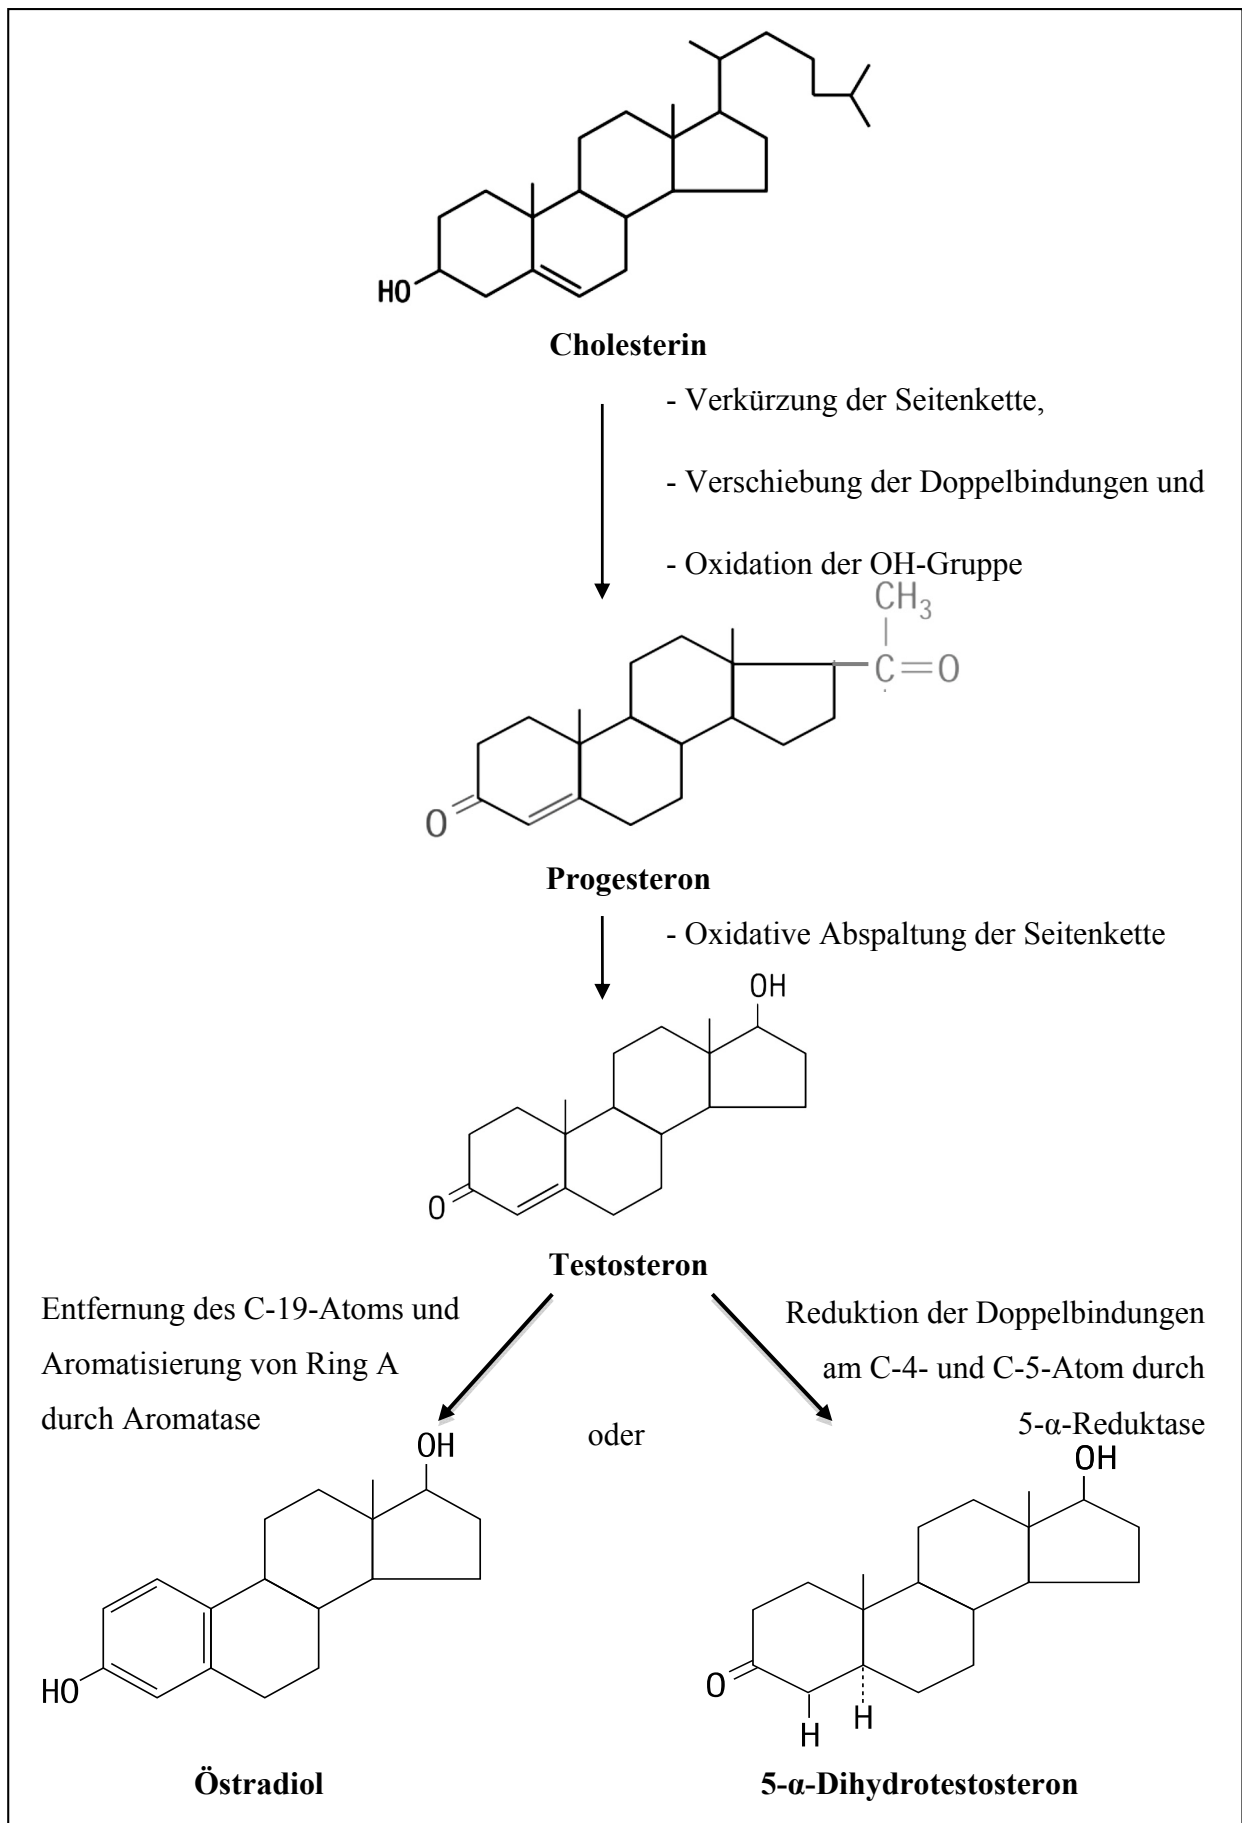 HO
Cholesterin
- Verkürzung der Seitenkette,
- Verschiebung der Doppelbindungen und
- Oxidation der OH-Gruppe
CH3
C=O
O
Progesteron
- Oxidative Abspaltung der Seitenkette
OH
O
Testosteron
Entfernung des C-19-Atoms und
Aromatisierung von Ring A
durch Aromatase
oder
Reduktion der Doppelbindungen
am C-4- und C-5-Atom durch
5-α-Reduktase
OH
HO
Östradiol
OH
O
H
H
5-α-Dihydrotestosteron